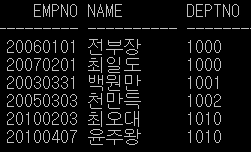 EMPNO NAME DEPTNO
---------- ---------- ------
20060101 전부장 1000
20070201 최일도 1000
20030331 백원만 1001
20050303 천만득 1002
20100203 최오대 1010
20100407 윤주왕 1010